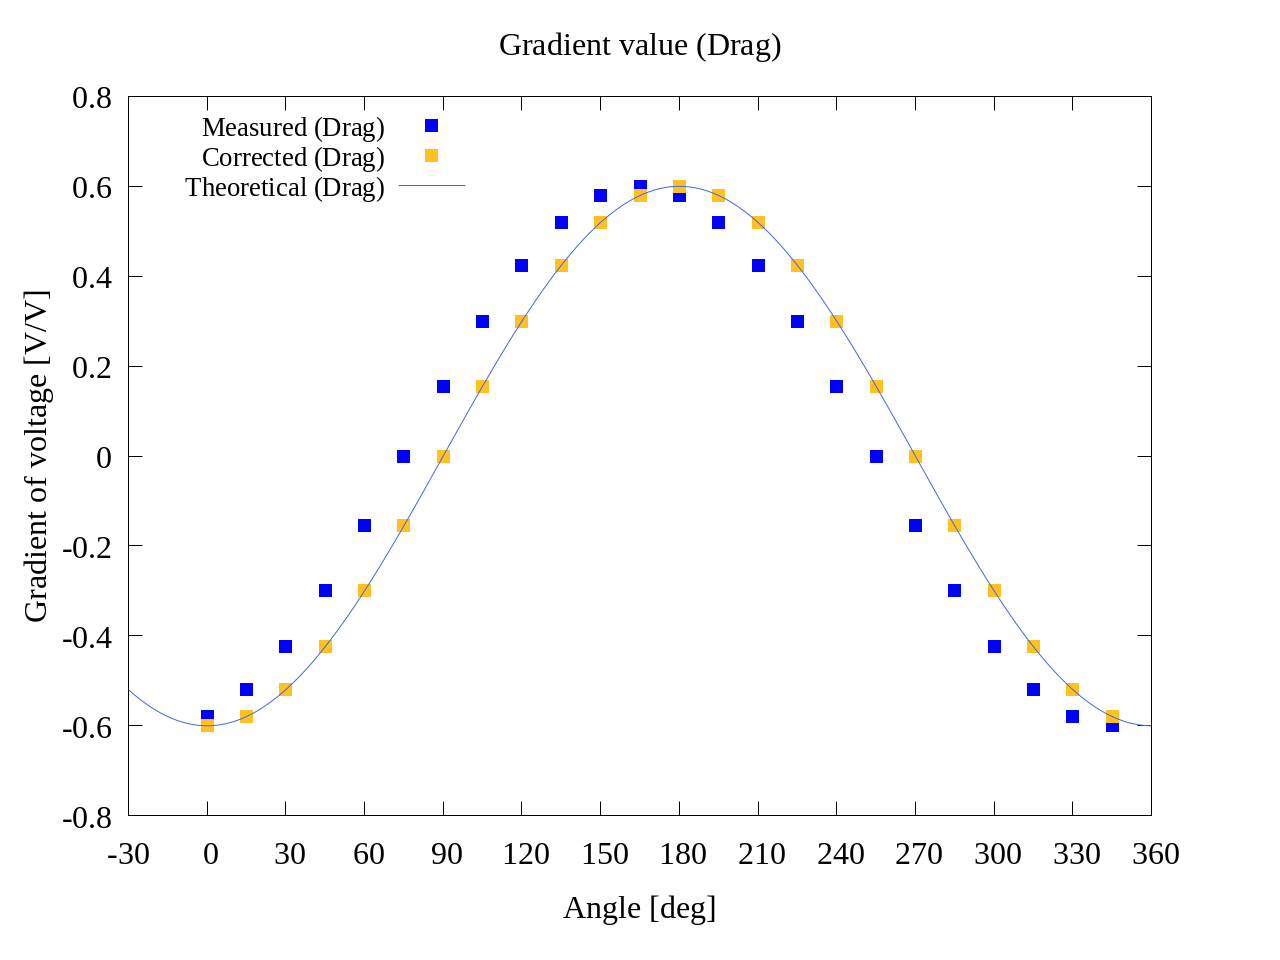 Gradient value (Drag)
0.8
0.6
0.4
0.2
0
-0.2
-0.4
-0.6
-0.8
Measured (Drag)
Corrected (Drag)
Theoretical (Drag)
Gradient of voltage [V/V]
-30 0 30 60 90 120 150 180 210 240 270 300 330 360
Angle [deg]